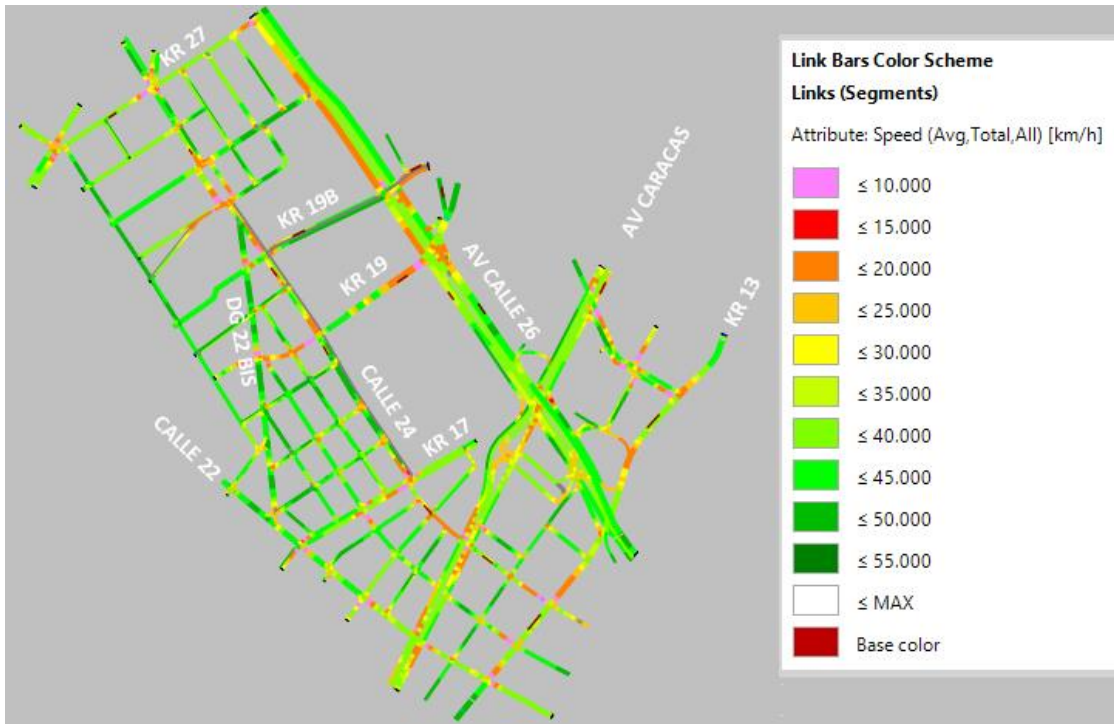 KR 27
KR 19B
KR 19
AV CALLE 26
AV CARACAS
KR 13
DG 22 BIS
CALLE 24
CALLE 22
KR 17
Link Bars Color Scheme
Links (Segments)
Attribute: Speed (Avg,Total,All) [km/h]
≤ 10.000
≤ 15.000
≤ 20.000
≤ 25.000
≤ 30.000
≤ 35.000
≤ 40.000
≤ 45.000
≤ 50.000
≤ 55.000
≤ MAX
Base color